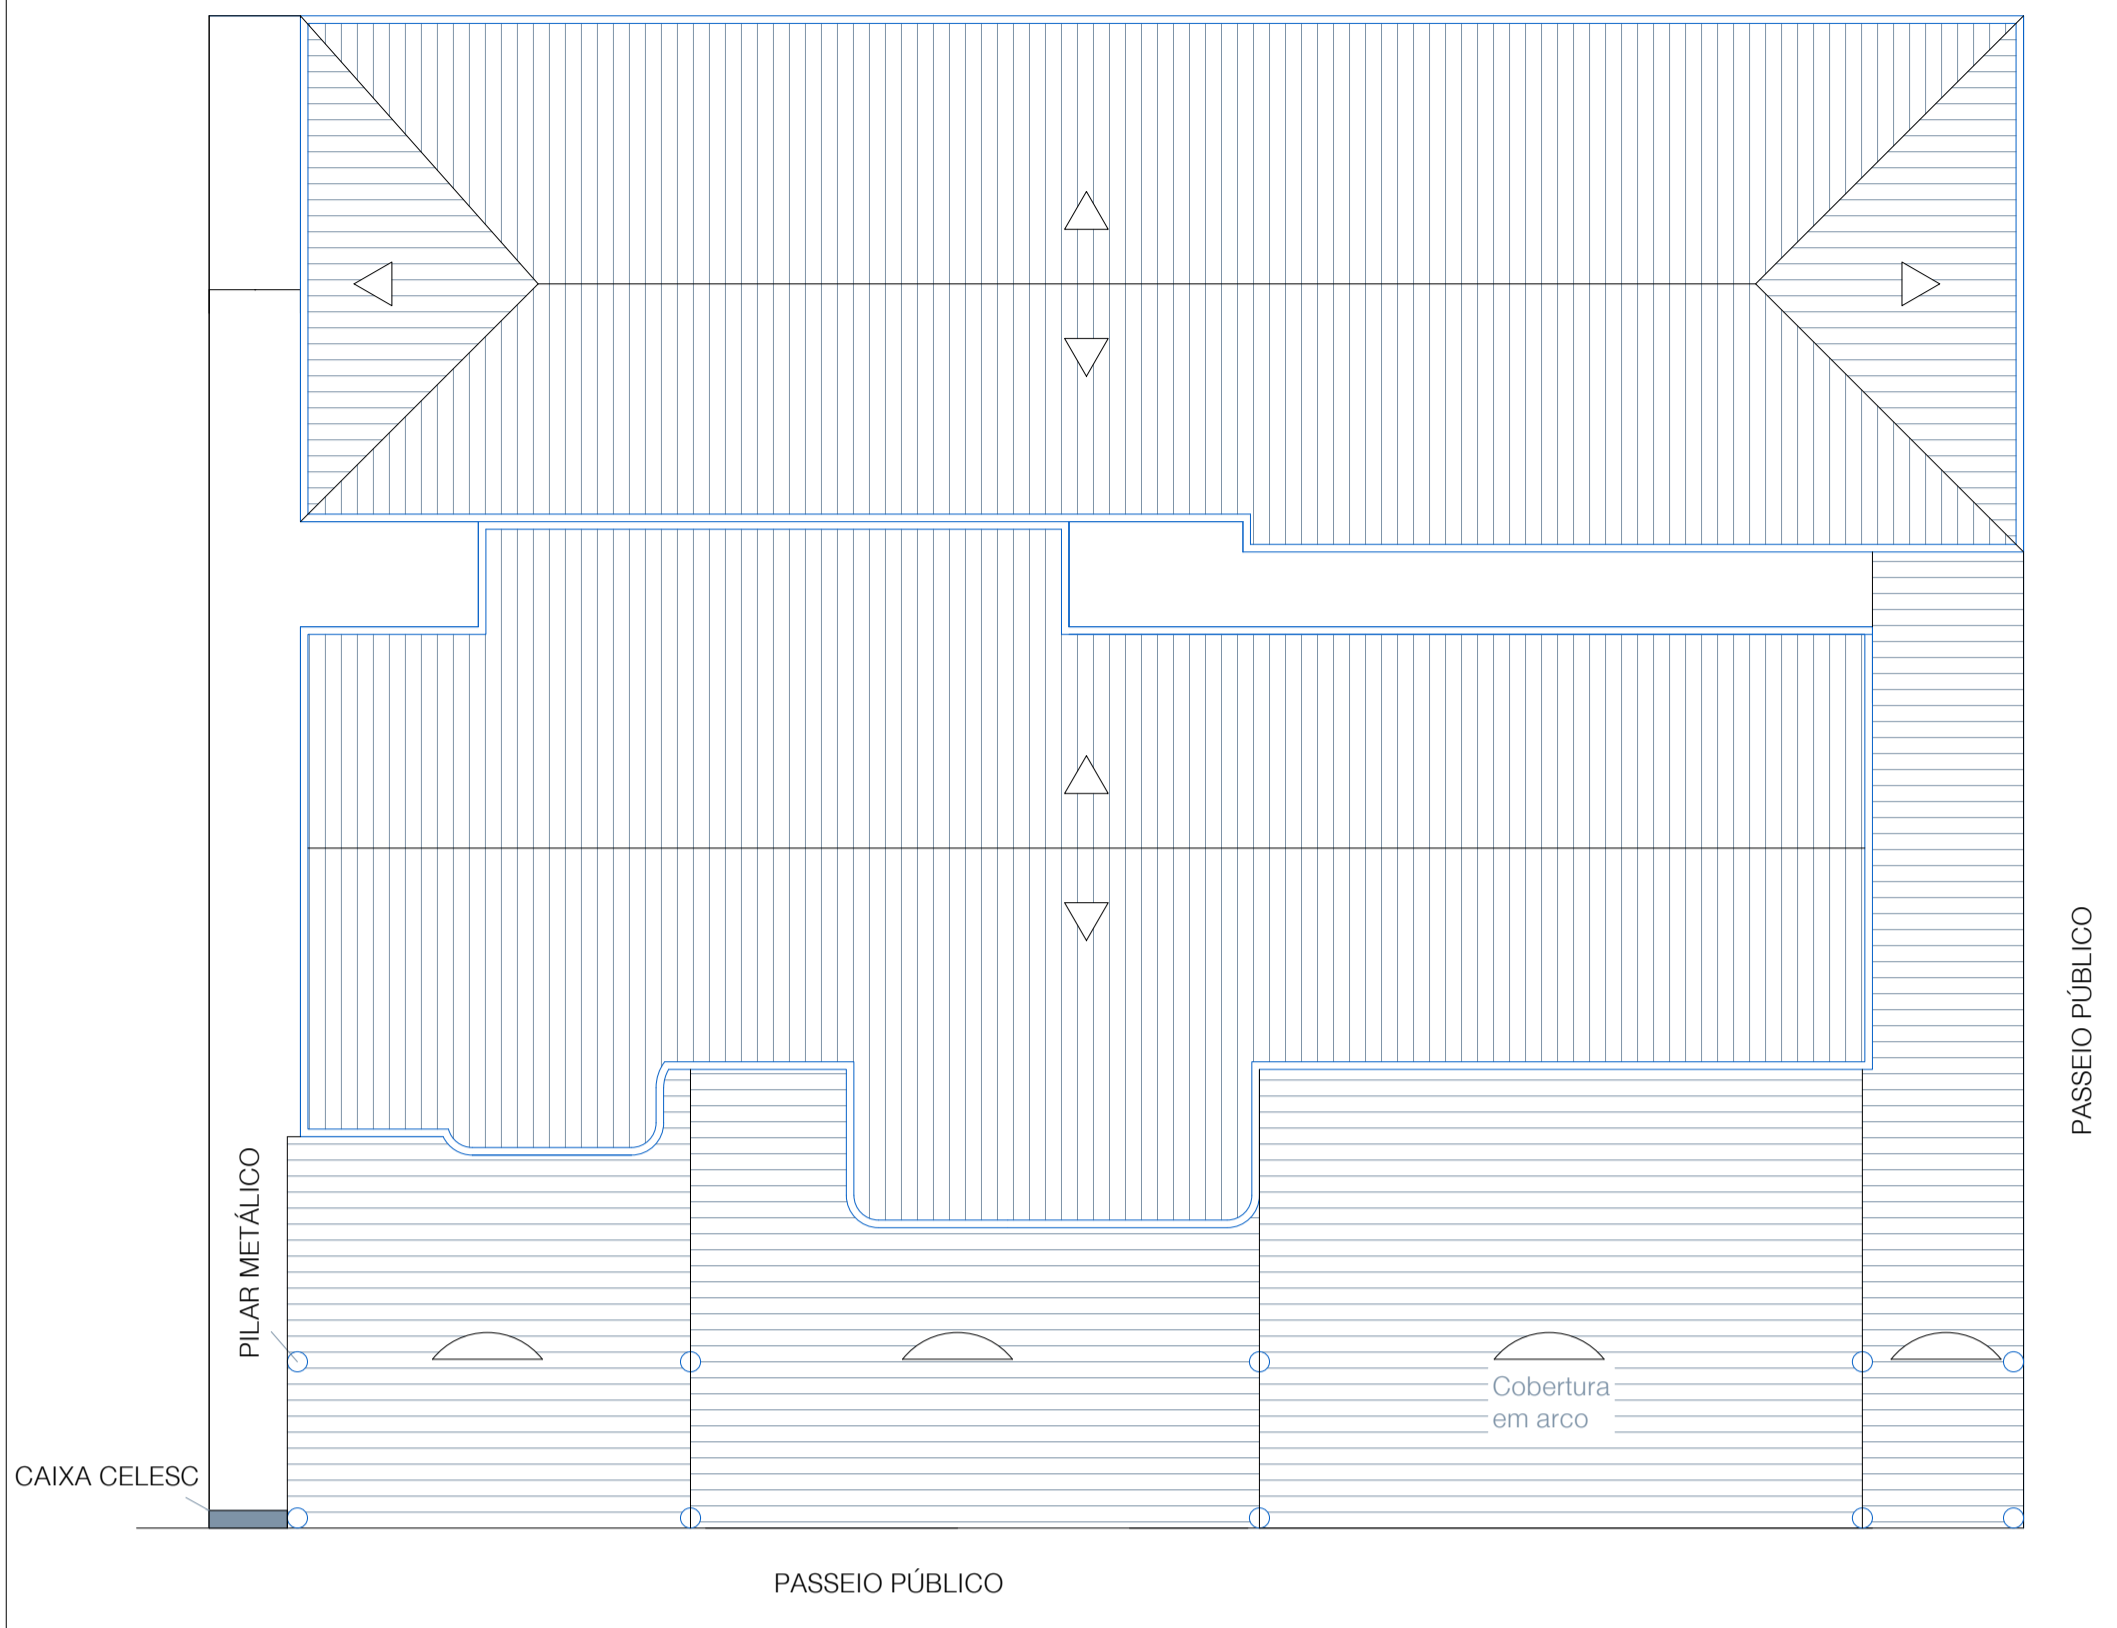 PASSEIO PÚBLICO
PILAR METÁLICO
Cobertura
em arco
CAIXA CELESC
PASSEIO PÚBLICO